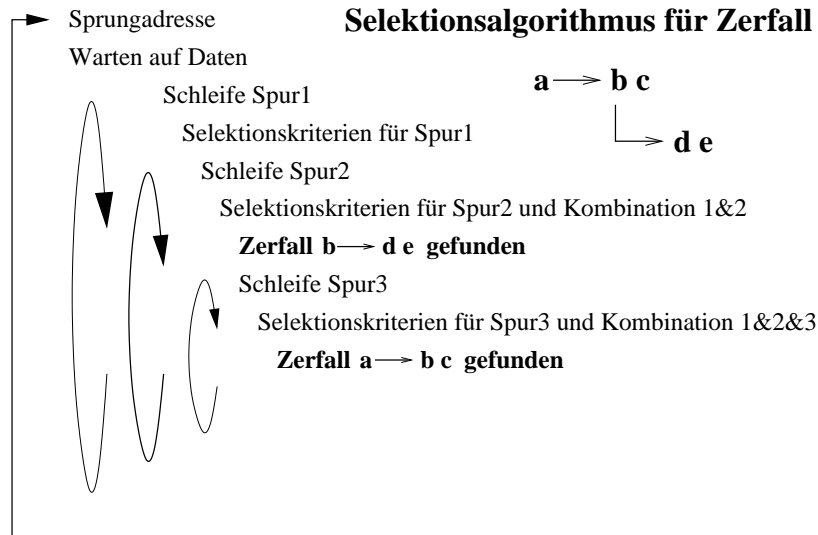 Selektionsalgorithmus für Zerfall
Sprungadresse
Warten auf Daten
a b c
d e
Schleife Spur1
Selektionskriterien für Spur1
Schleife Spur2
Selektionskriterien für Spur2 und Kombination 1&2
Zerfall b d e gefunden
Schleife Spur3
Selektionskriterien für Spur3 und Kombination 1&2&3
Zerfall a b c gefunden